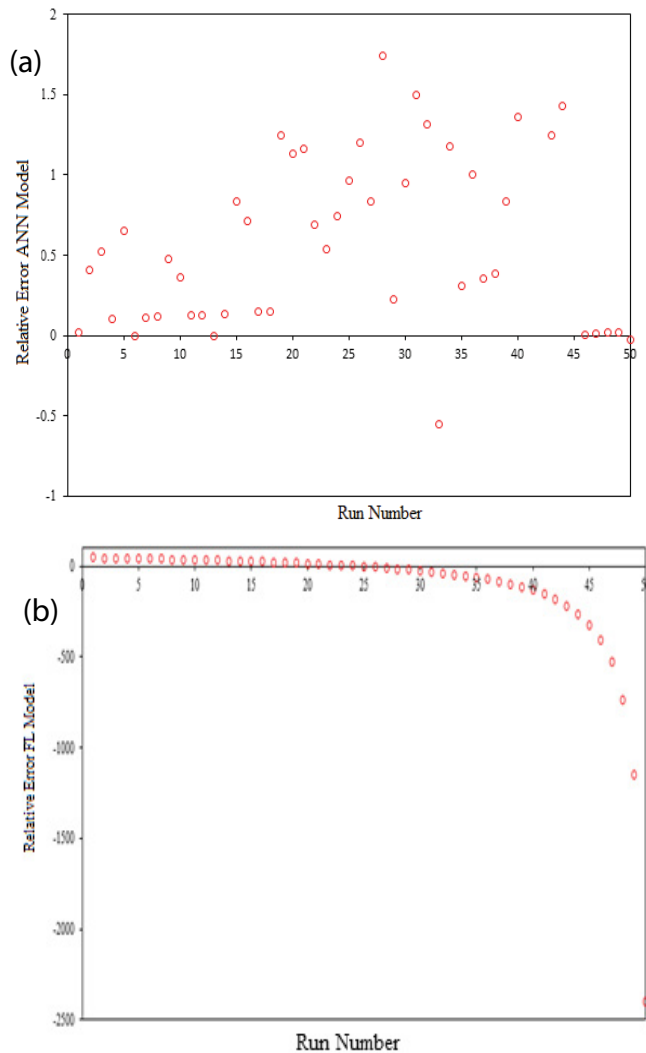 (a)
Relative Error ANN Model
2
1.5
1
0.5
0
-0.5
-1
0 5 10 15 20 25 30 35 40 45 50
Run Number
(b)
Relative Error FL Model
0
-500
-1000
-1500
-2000
-2500
0 5 10 15 20 25 30 35 40 45 50
Run Number